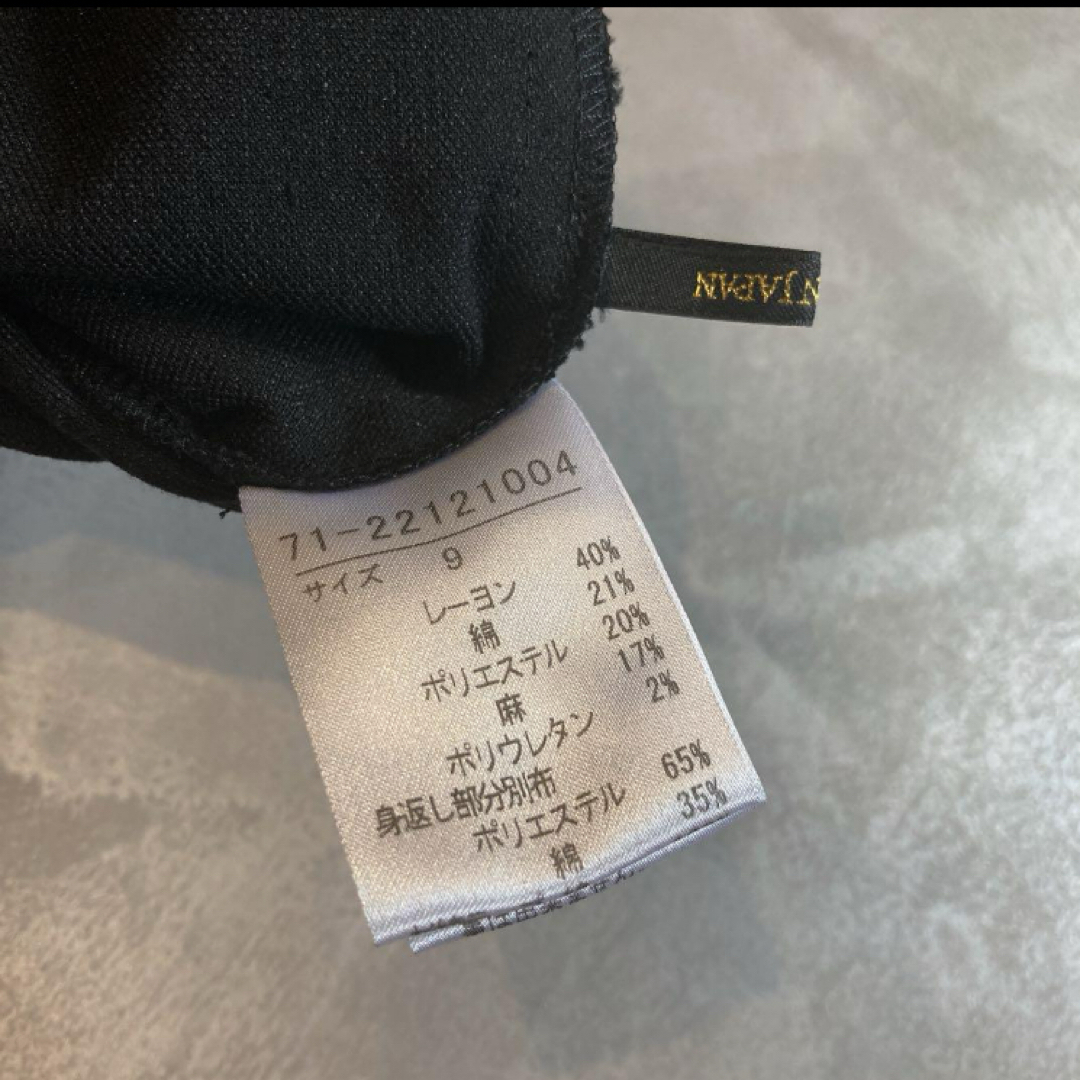 N JAPAN
71-22121004
サイズ 9
レーヨン 40%
綿 21%
ポリエステル 20%
麻 17%
ポリウレタン 2%
身返し部分別布
ポリエステル 65%
綿 35%